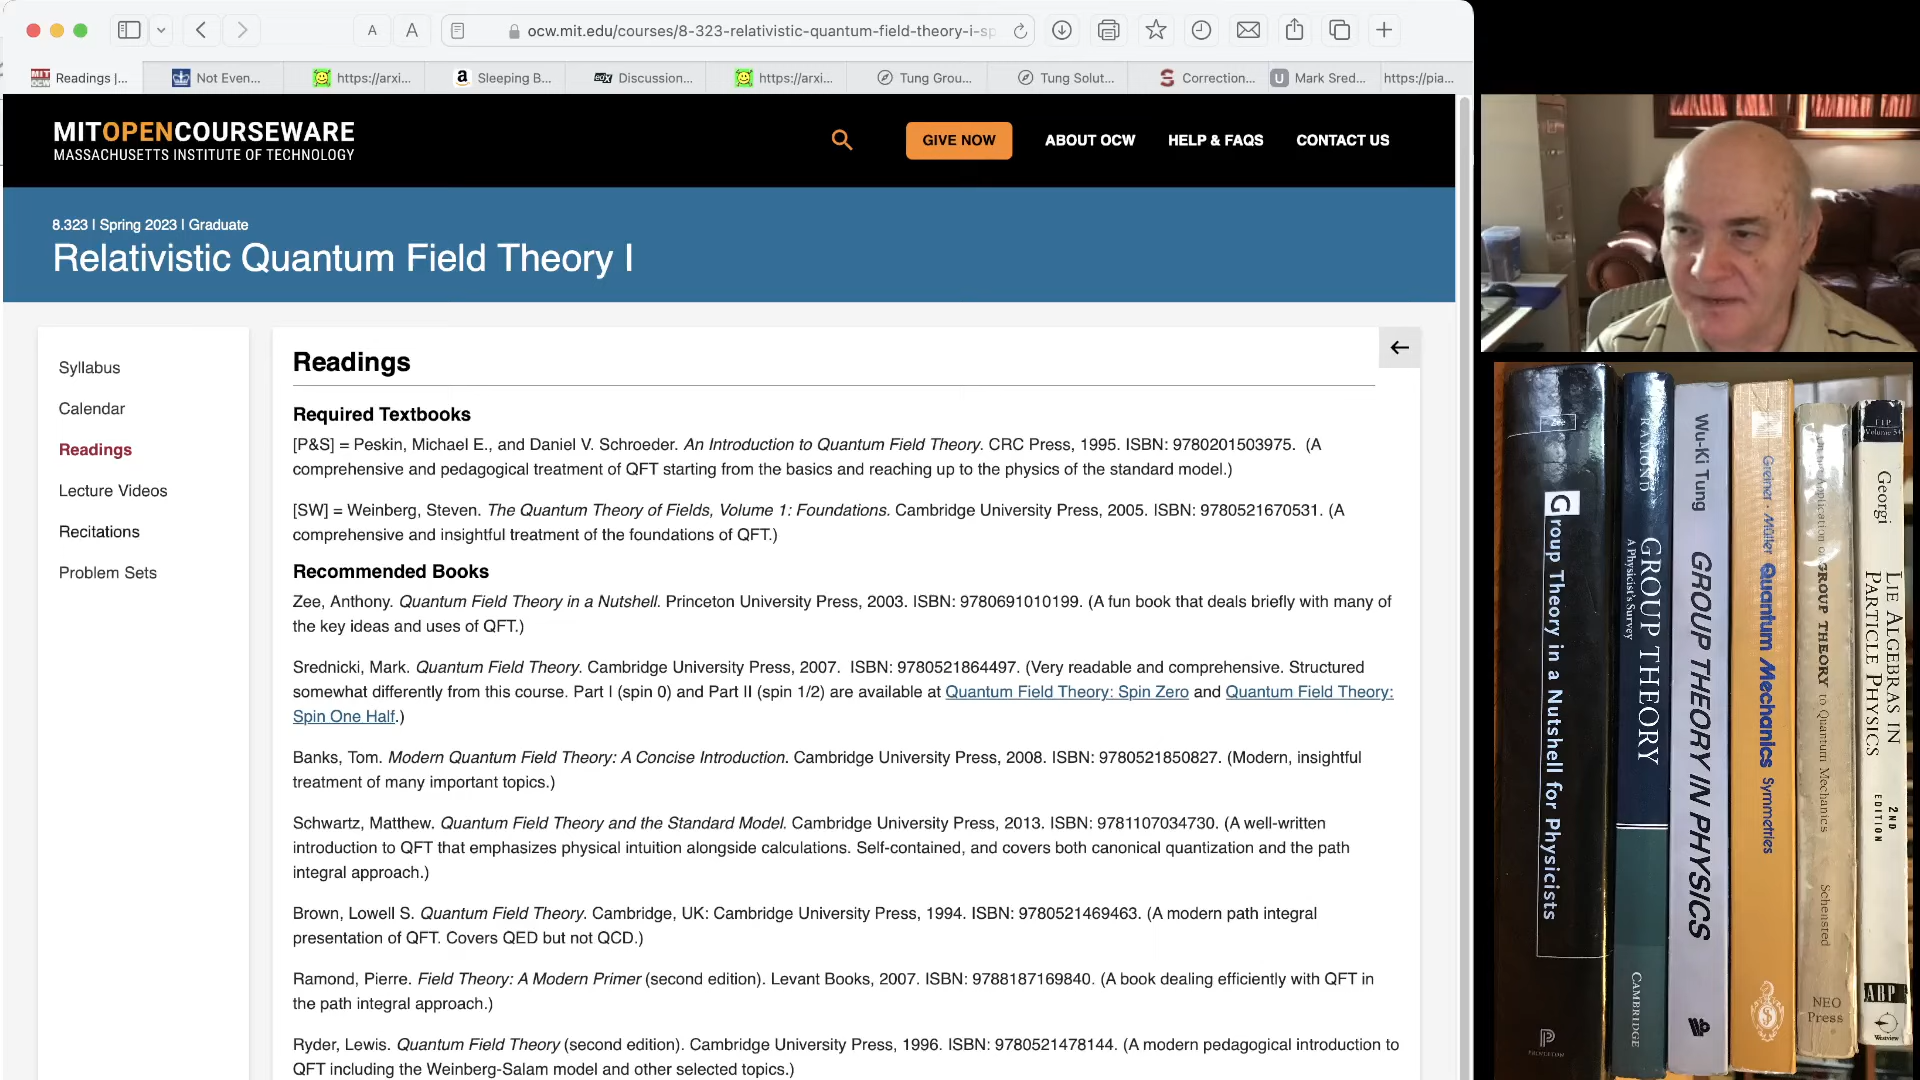 A
A
ocw.mit.edu/courses/8-323-relativistic-quantum-field-theory-i-sp
MIT OCW
Readings |...
Not Even...
https://arxi...
a
Sleeping B...
Discussion...
https://arxi...
Tung Grou...
Tung Solut...
S
Correction...
U
Mark Sred...
https://pia...
MITOPENCOURSEWARE
MASSACHUSETTS INSTITUTE OF TECHNOLOGY
GIVE NOW
ABOUT OCW
HELP & FAQS
CONTACT US
8.323 | Spring 2023 | Graduate
Relativistic Quantum Field Theory I
Syllabus
Calendar
Readings
Lecture Videos
Recitations
Problem Sets
Readings
Required Textbooks
[P&S] = Peskin, Michael E., and Daniel V. Schroeder. An Introduction to Quantum Field Theory. CRC Press, 1995. ISBN: 9780201503975.  (A
comprehensive and pedagogical treatment of QFT starting from the basics and reaching up to the physics of the standard model.)
[SW] = Weinberg, Steven. The Quantum Theory of Fields, Volume 1: Foundations. Cambridge University Press, 2005. ISBN: 9780521670531. (A
comprehensive and insightful treatment of the foundations of QFT.)
Recommended Books
Zee, Anthony. Quantum Field Theory in a Nutshell. Princeton University Press, 2003. ISBN: 9780691010199. (A fun book that deals briefly with many of
the key ideas and uses of QFT.)
Srednicki, Mark. Quantum Field Theory. Cambridge University Press, 2007.  ISBN: 9780521864497. (Very readable and comprehensive. Structured
somewhat differently from this course. Part I (spin 0) and Part II (spin 1/2) are available at Quantum Field Theory: Spin Zero and Quantum Field Theory:
Spin One Half.)
Banks, Tom. Modern Quantum Field Theory: A Concise Introduction. Cambridge University Press, 2008. ISBN: 9780521850827. (Modern, insightful
treatment of many important topics.)
Schwartz, Matthew. Quantum Field Theory and the Standard Model. Cambridge University Press, 2013. ISBN: 9781107034730. (A well-written
introduction to QFT that emphasizes physical intuition alongside calculations. Self-contained, and covers both canonical quantization and the path
integral approach.)
Brown, Lowell S. Quantum Field Theory. Cambridge, UK: Cambridge University Press, 1994. ISBN: 9780521469463. (A modern path integral
presentation of QFT. Covers QED but not QCD.)
Ramond, Pierre. Field Theory: A Modern Primer (second edition). Levant Books, 2007. ISBN: 9788187169840. (A book dealing efficiently with QFT in
the path integral approach.)
Ryder, Lewis. Quantum Field Theory (second edition). Cambridge University Press, 1996. ISBN: 9780521478144. (A modern pedagogical introduction to
QFT including the Weinberg-Salam model and other selected topics.)
Zee
Group Theory in a Nutshell for Physicists
PRINCETON
RAMOND
GROUP THEORY
A Physicist's Survey
CAMBRIDGE
Wu-Ki Tung
GROUP THEORY IN PHYSICS
Greiner · Müller Quantum Mechanics Symmetries
Application of GROUP THEORY to Quantum Mechanics
Schensted
NEO
Press
FIP
Volume 54
Georgi
LIE ALGEBRAS IN
PARTICLE PHYSICS
2ND
EDITION
ABP
Westview